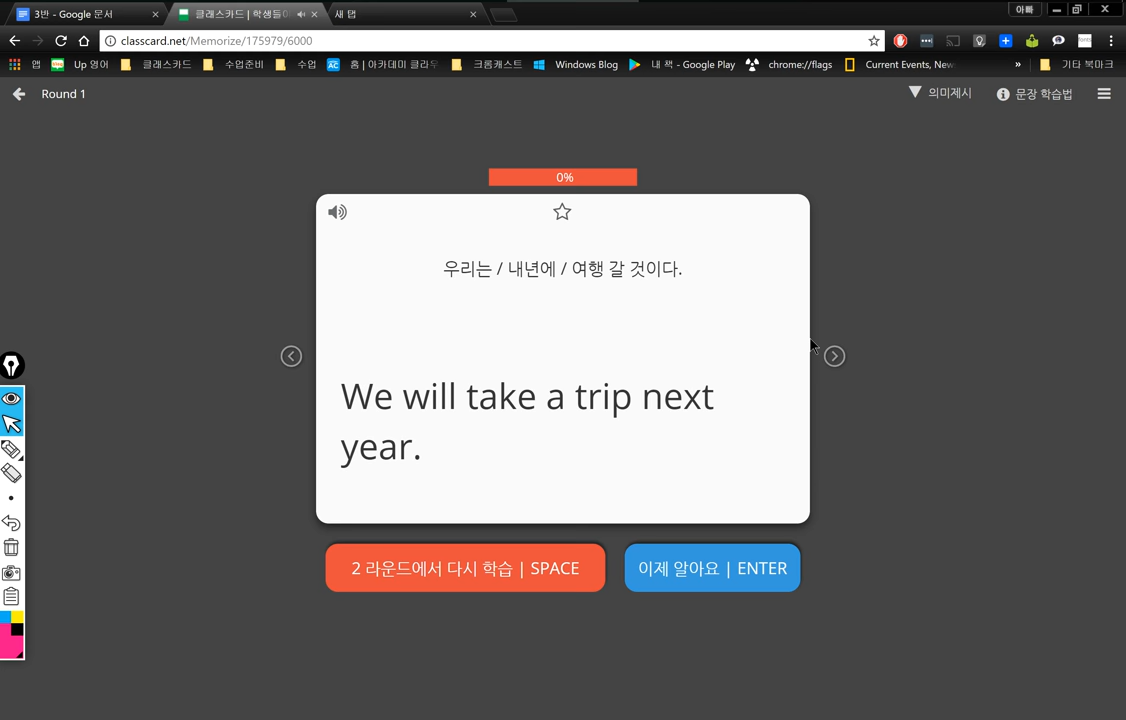 3반 - Google 문서
클래스카드 | 학생들이
새 탭
아빠
classcard.net/Memorize/175979/6000
앱
Up 영어
클래스카드
수업준비
수업
홈 | 아카데미 클라우
크롬캐스트
Windows Blog
내 책 - Google Play
chrome://flags
Current Events, New
»
기타 북마크
Round 1
의미제시
문장 학습법
0%
우리는 / 내년에 / 여행 갈 것이다.
We will take a trip next
year.
2 라운드에서 다시 학습 | SPACE
이제 알아요 | ENTER